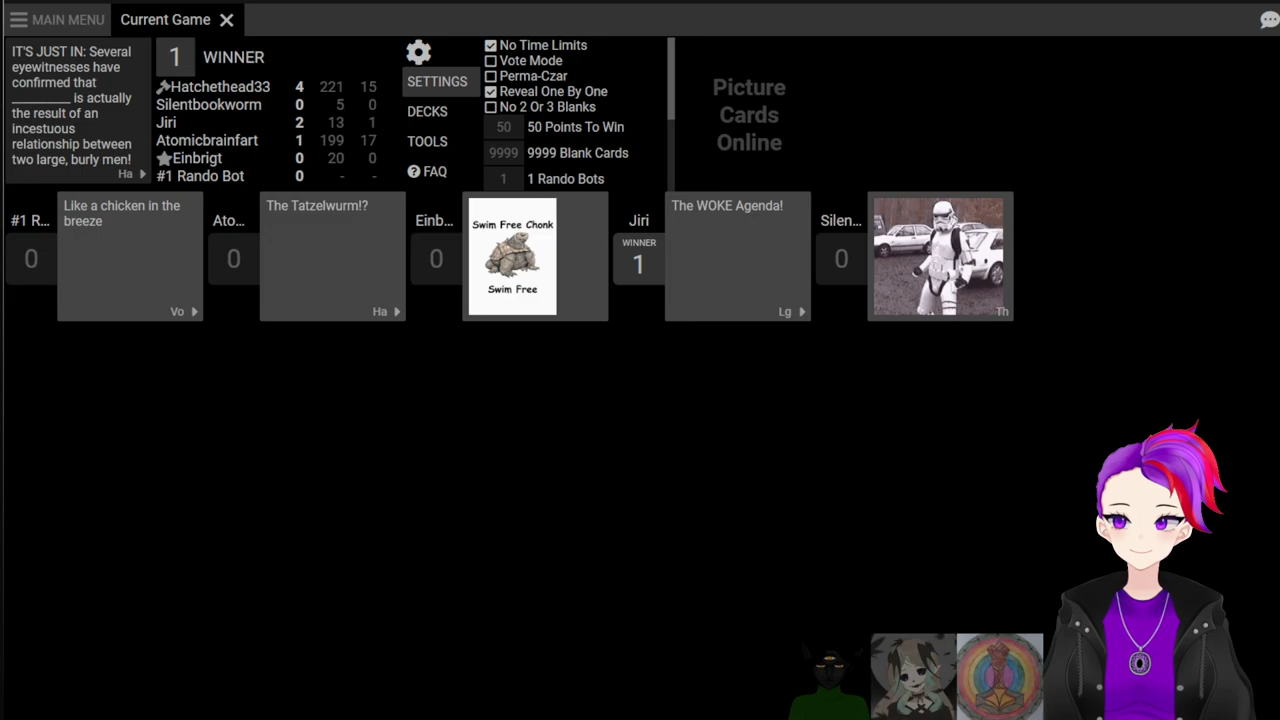 MAIN MENU
Current Game
IT'S JUST IN: Several
eyewitnesses have
confirmed that
__________ is actually
the result of an
incestuous
relationship between
two large, burly men!
Ha
1 WINNER
Hatchethead33 4 221 15
Silentbookworm 0 5 0
Jiri 2 13 1
Atomicbrainfart 1 199 17
Einbrigt 0 20 0
#1 Rando Bot 0 - -
SETTINGS
DECKS
TOOLS
? FAQ
No Time Limits
Vote Mode
Perma-Czar
Reveal One By One
No 2 Or 3 Blanks
50 50 Points To Win
9999 9999 Blank Cards
1 1 Rando Bots
Picture
Cards
Online
#1 R...
0
Like a chicken in the
breeze
Vo
Ato...
0
The Tatzelwurm!?
Ha
Einb...
0
Swim Free Chonk
Swim Free
Jiri
WINNER
1
The WOKE Agenda!
Lg
Silen...
0
Th